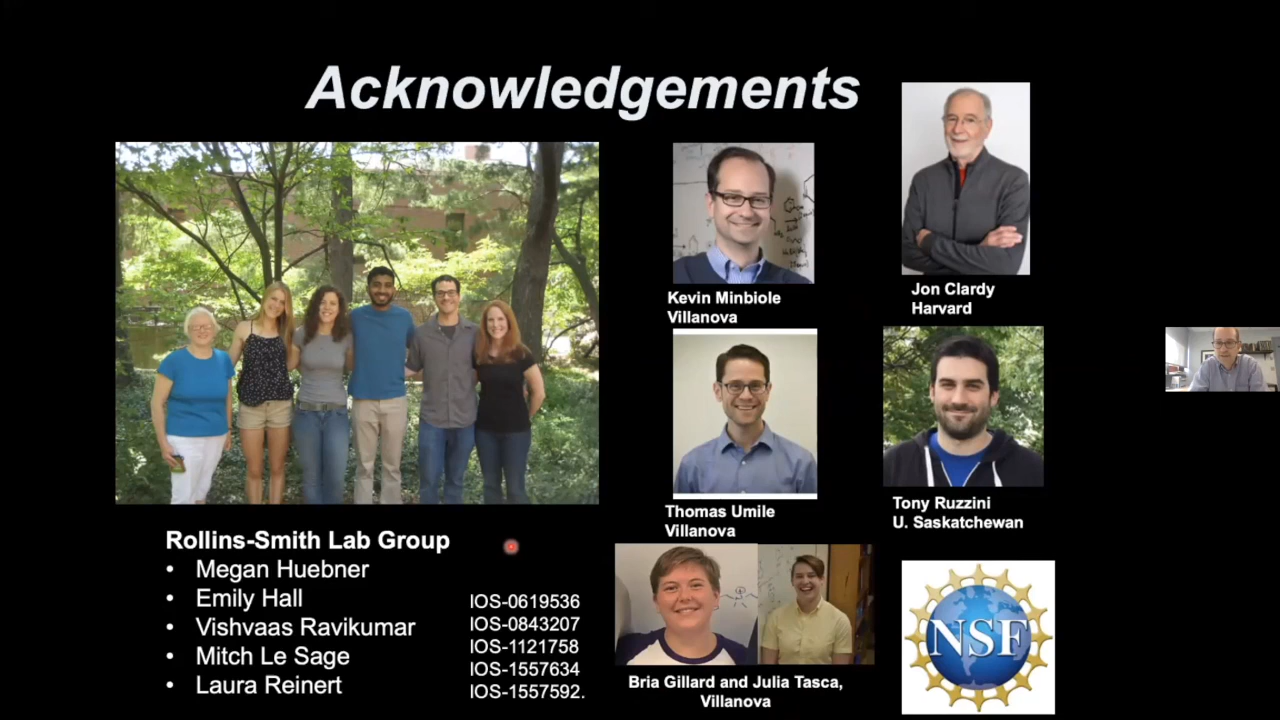 Acknowledgements
Kevin Minbiole
Villanova
Jon Clardy
Harvard
Thomas Umile
Villanova
Tony Ruzzini
U. Saskatchewan
Rollins-Smith Lab Group
• Megan Huebner
• Emily Hall
• Vishvaas Ravikumar
• Mitch Le Sage
• Laura Reinert
IOS-0619536
IOS-0843207
IOS-1121758
IOS-1557634
IOS-1557592.
Bria Gillard and Julia Tasca,
Villanova
NSF